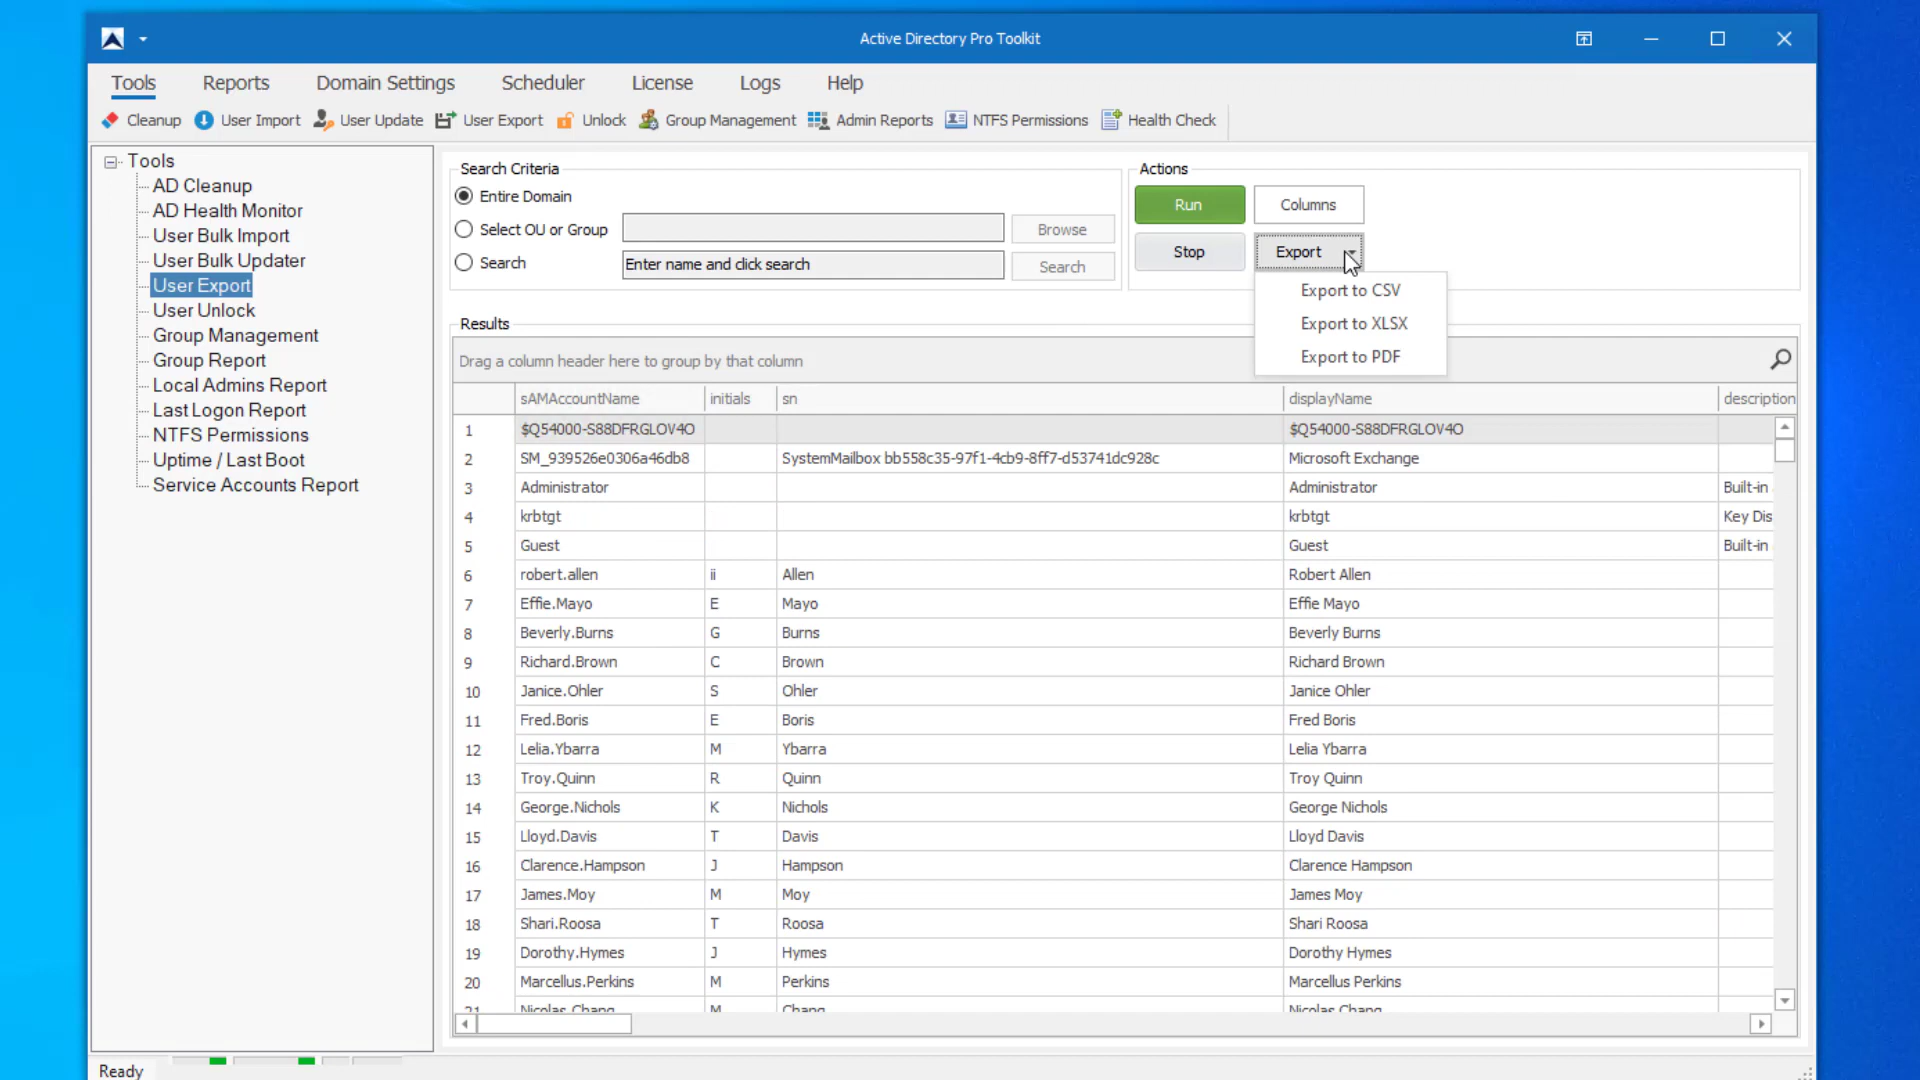 Active Directory Pro Toolkit
Tools Reports Domain Settings Scheduler License Logs Help
Cleanup User Import User Update User Export Unlock Group Management Admin Reports NTFS Permissions Health Check
Tools
AD Cleanup
AD Health Monitor
User Bulk Import
User Bulk Updater
User Export
User Unlock
Group Management
Group Report
Local Admins Report
Last Logon Report
NTFS Permissions
Uptime / Last Boot
Service Accounts Report
Search Criteria
Entire Domain
Select OU or Group Browse
Search Enter name and click search Search
Actions
Run Columns
Stop Export
Export to CSV
Export to XLSX
Export to PDF
Results
Drag a column header here to group by that column
sAMAccountName initials sn displayName description
1 $Q54000-S88DFRGLOV4O $Q54000-S88DFRGLOV4O
2 SM_939526e0306a46db8 SystemMailbox bb558c35-97f1-4cb9-8ff7-d53741dc928c Microsoft Exchange
3 Administrator Administrator Built-in
4 krbtgt krbtgt Key Dis
5 Guest Guest Built-in
6 robert.allen ii Allen Robert Allen
7 Effie.Mayo E Mayo Effie Mayo
8 Beverly.Burns G Burns Beverly Burns
9 Richard.Brown C Brown Richard Brown
10 Janice.Ohler S Ohler Janice Ohler
11 Fred.Boris E Boris Fred Boris
12 Lelia.Ybarra M Ybarra Lelia Ybarra
13 Troy.Quinn R Quinn Troy Quinn
14 George.Nichols K Nichols George Nichols
15 Lloyd.Davis T Davis Lloyd Davis
16 Clarence.Hampson J Hampson Clarence Hampson
17 James.Moy M Moy James Moy
18 Shari.Roosa T Roosa Shari Roosa
19 Dorothy.Hymes J Hymes Dorothy Hymes
20 Marcellus.Perkins M Perkins Marcellus Perkins
21 Nicolas.Chang M Chang Nicolas Chang
Ready